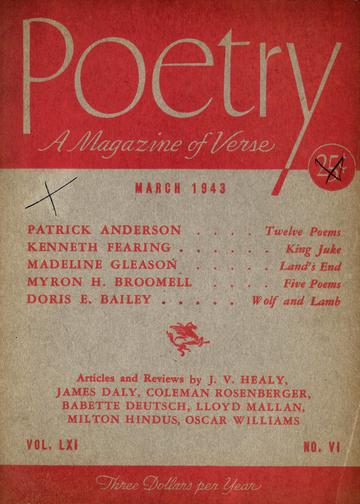 Poetry
A Magazine of Verse
25¢
MARCH 1943
PATRICK ANDERSON . . . . Twelve Poems
KENNETH FEARING . . . . . . King Juke
MADELINE GLEASON . . . . . Land's End
MYRON H. BROOMELL . . . . Five Poems
DORIS E. BAILEY . . . . . Wolf and Lamb
Articles and Reviews by J. V. HEALY,
JAMES DALY, COLEMAN ROSENBERGER,
BABETTE DEUTSCH, LLOYD MALLAN,
MILTON HINDUS, OSCAR WILLIAMS
VOL. LXI NO. VI
Three Dollars per Year